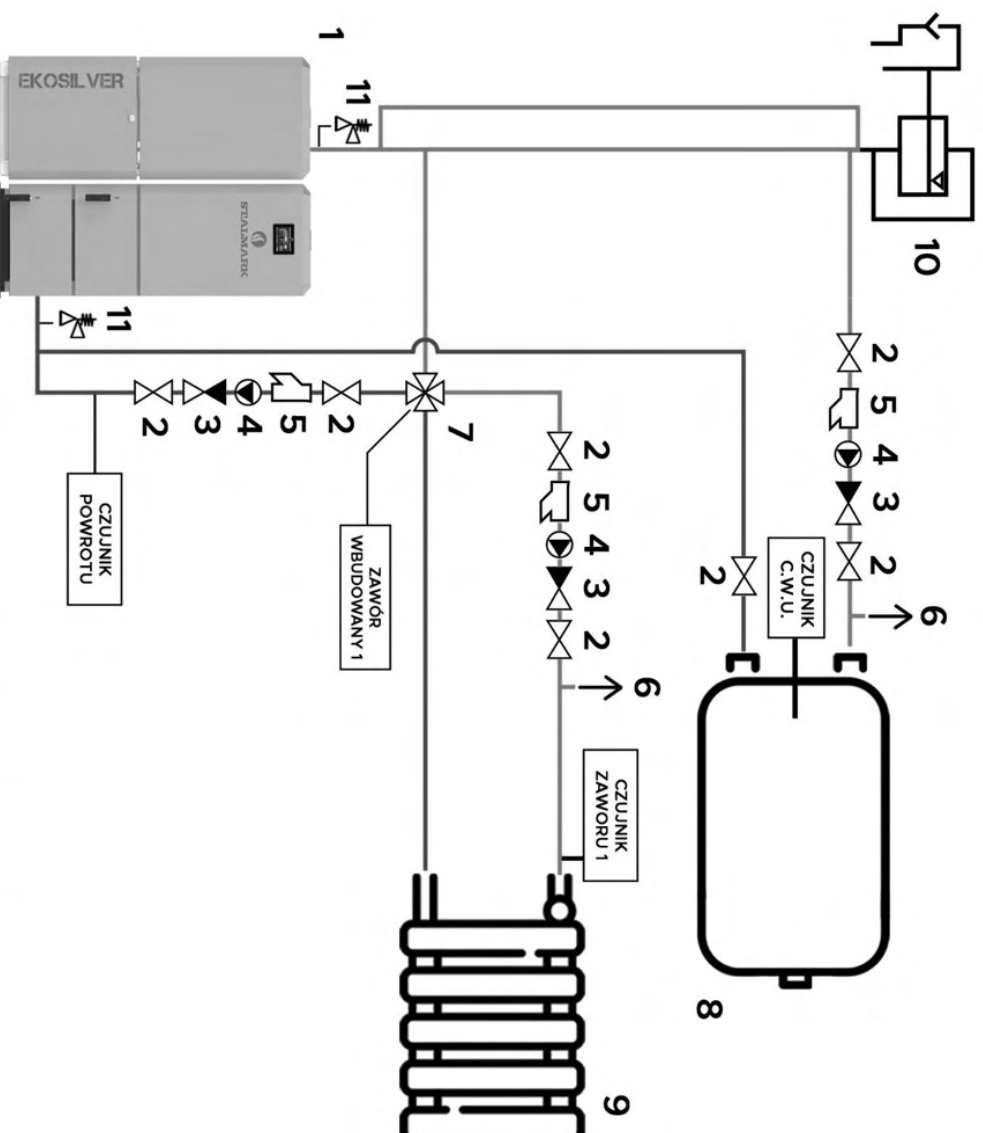 10
6
2
5
4
3
2
CZUJNIK
C.W.U.
2
8
6
9
CZUJNIK
ZAWORU 1
2
5
4
3
2
7
ZAWÓR
WBUDOWANY 1
11
1
2
5
4
3
2
STALMARK
11
EKOSILVER
CZUJNIK
POWROTU